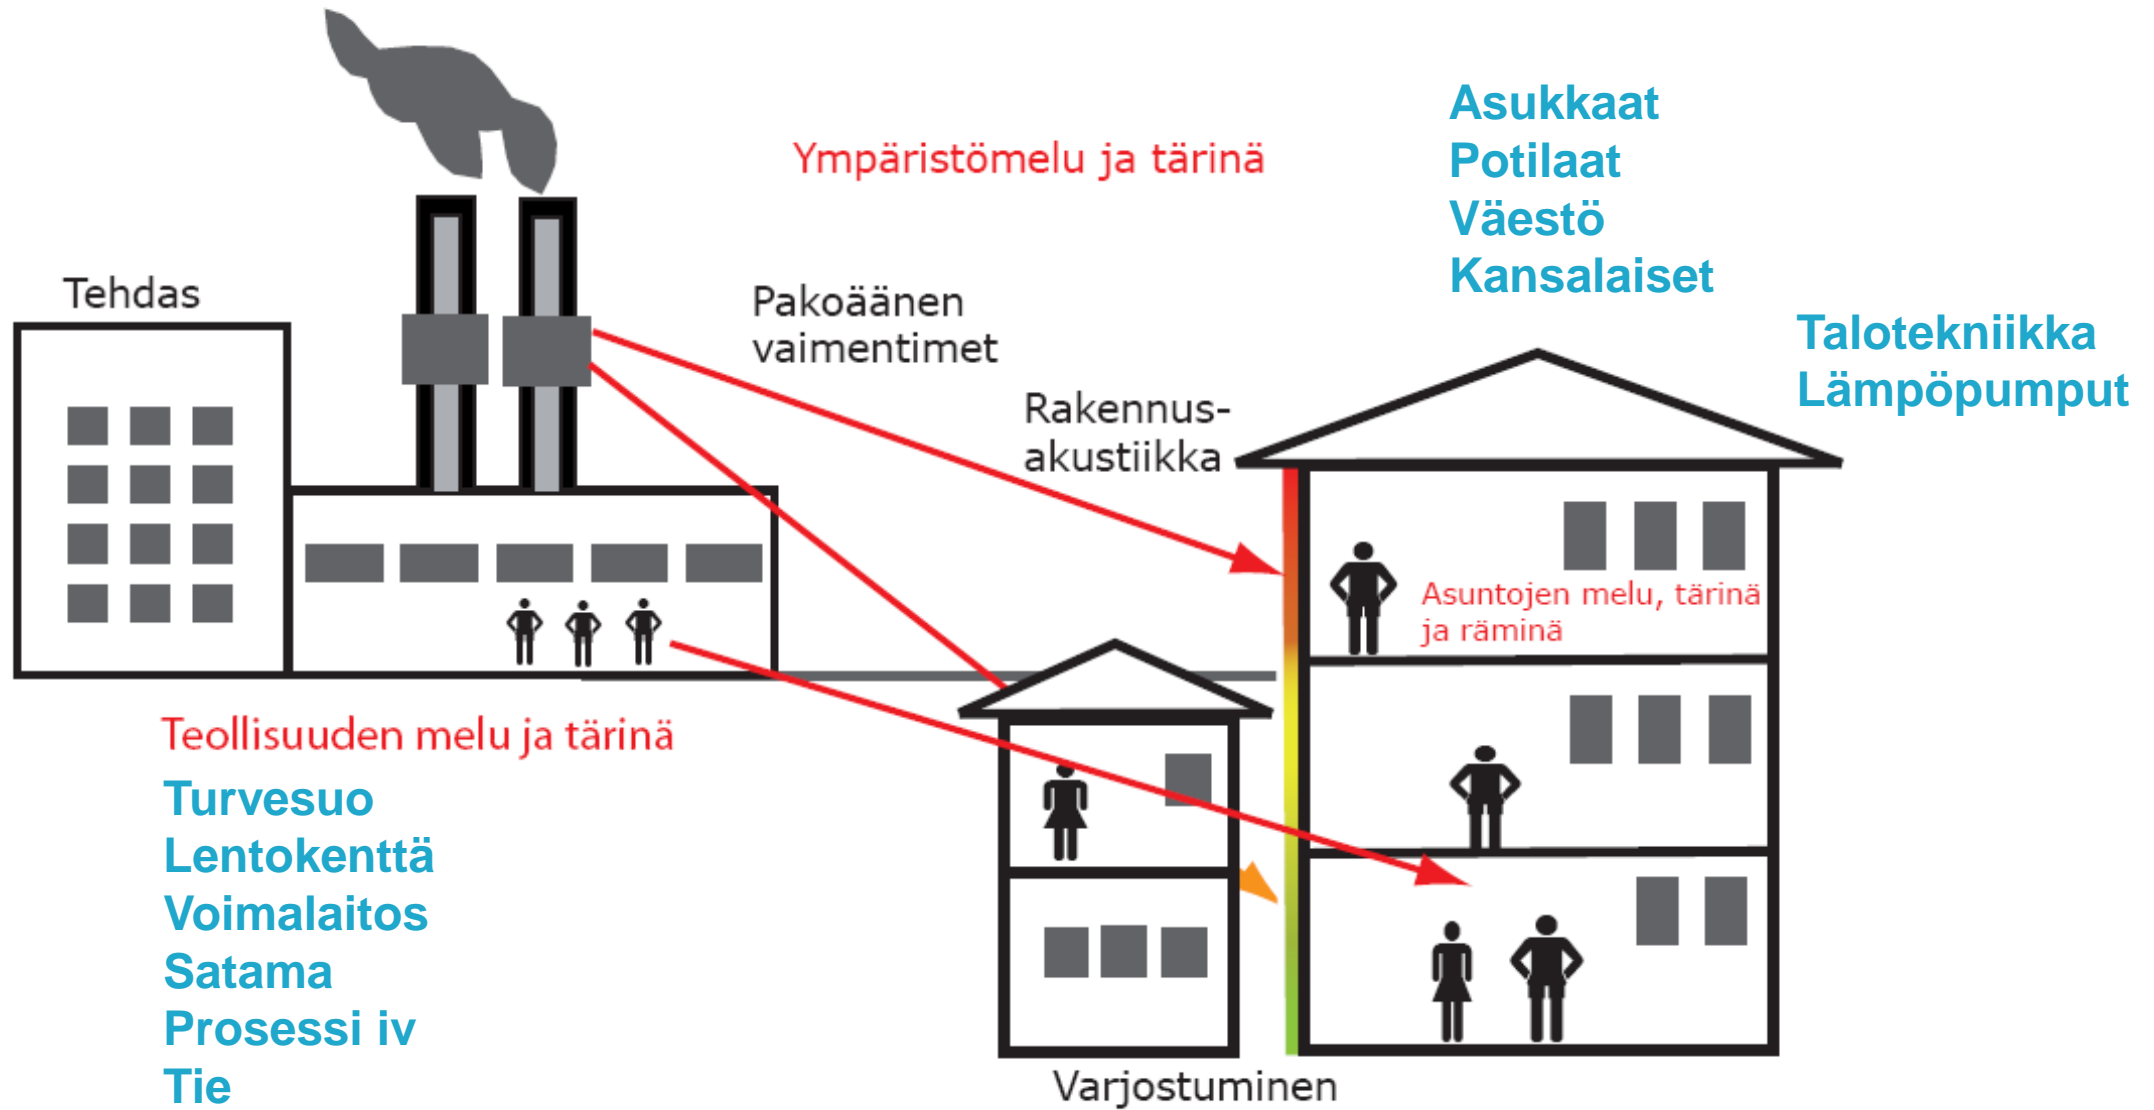 Ympäristömelu ja tärinä
Asukkaat
Potilaat
Väestö
Kansalaiset
Talotekniikka
Lämpöpumput
Tehdas
Pakoäänen
vaimentimet
Rakennus-
akustiikka
Asuntojen melu, tärinä
ja räminä
Teollisuuden melu ja tärinä
Turvesuo
Lentokenttä
Voimalaitos
Satama
Prosessi iv
Tie
Varjostuminen